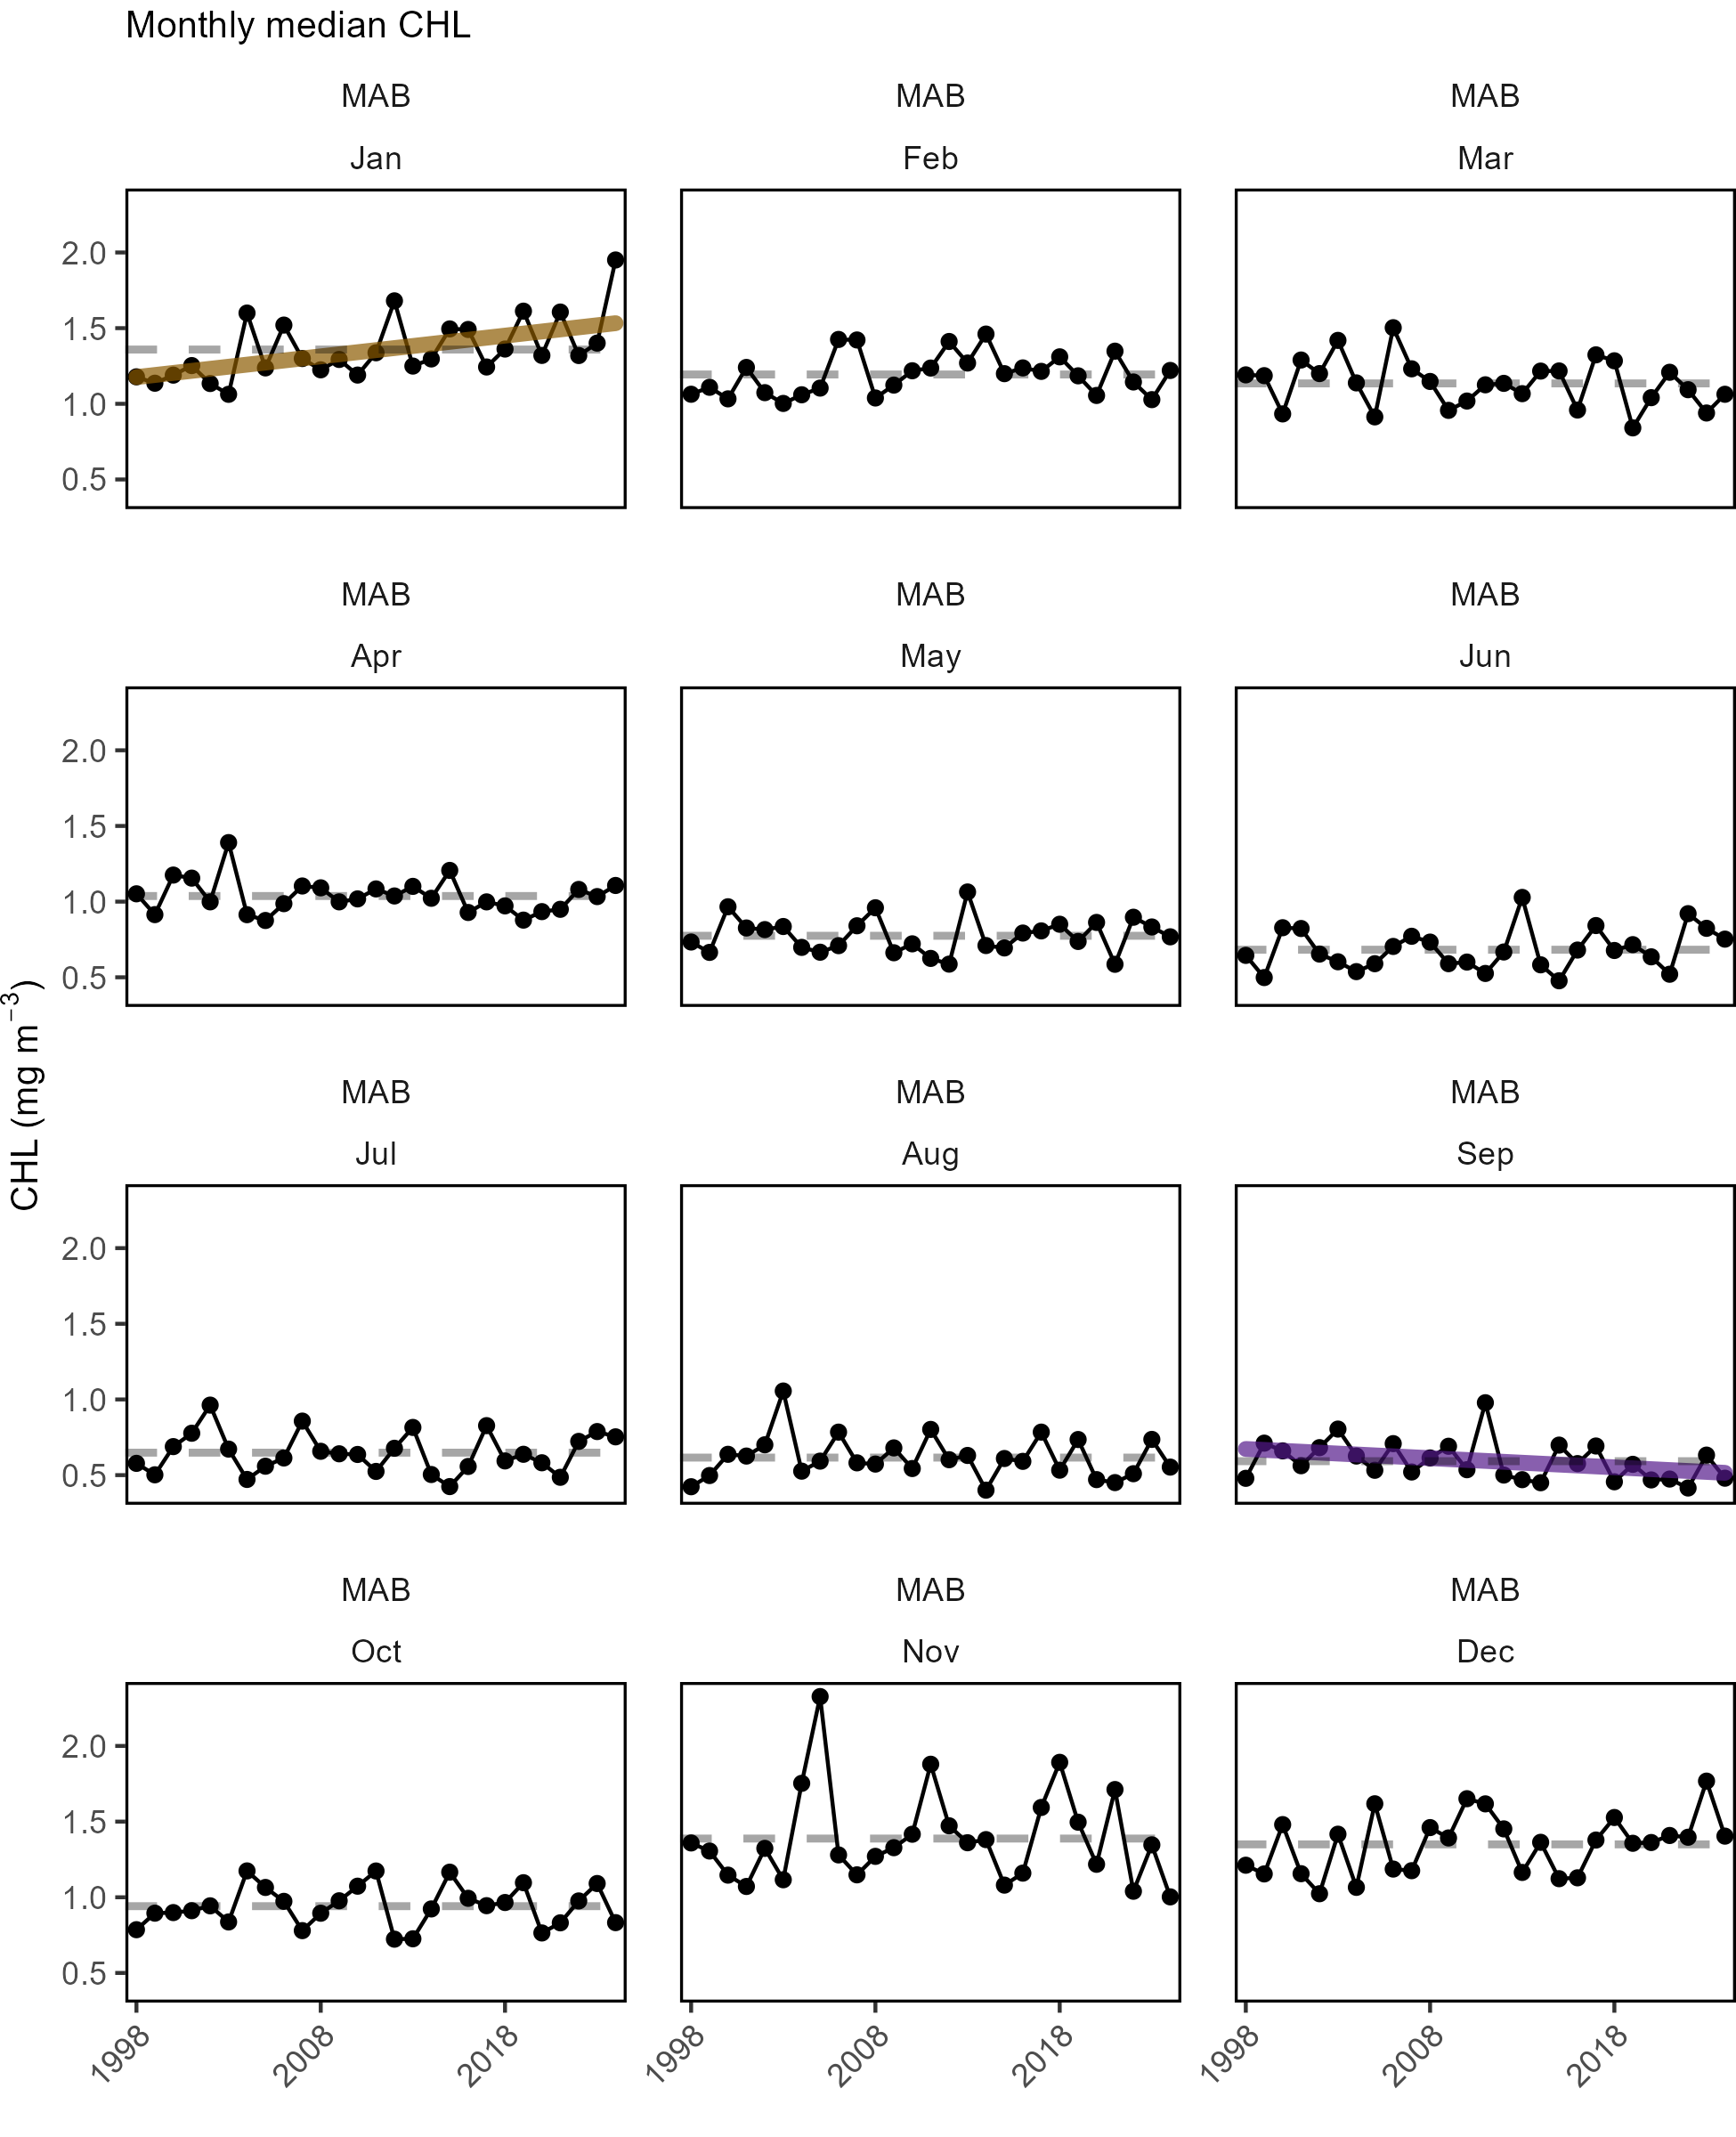 Monthly median CHL
MAB MAB MAB
Jan Feb Mar
2.0
1.5
1.0
0.5
MAB MAB MAB
Apr May Jun
2.0
1.5
1.0
0.5
CHL (mg m⁻³)
MAB MAB MAB
Jul Aug Sep
2.0
1.5
1.0
0.5
MAB MAB MAB
Oct Nov Dec
2.0
1.5
1.0
0.5
1998 2008 2018 1998 2008 2018 1998 2008 2018